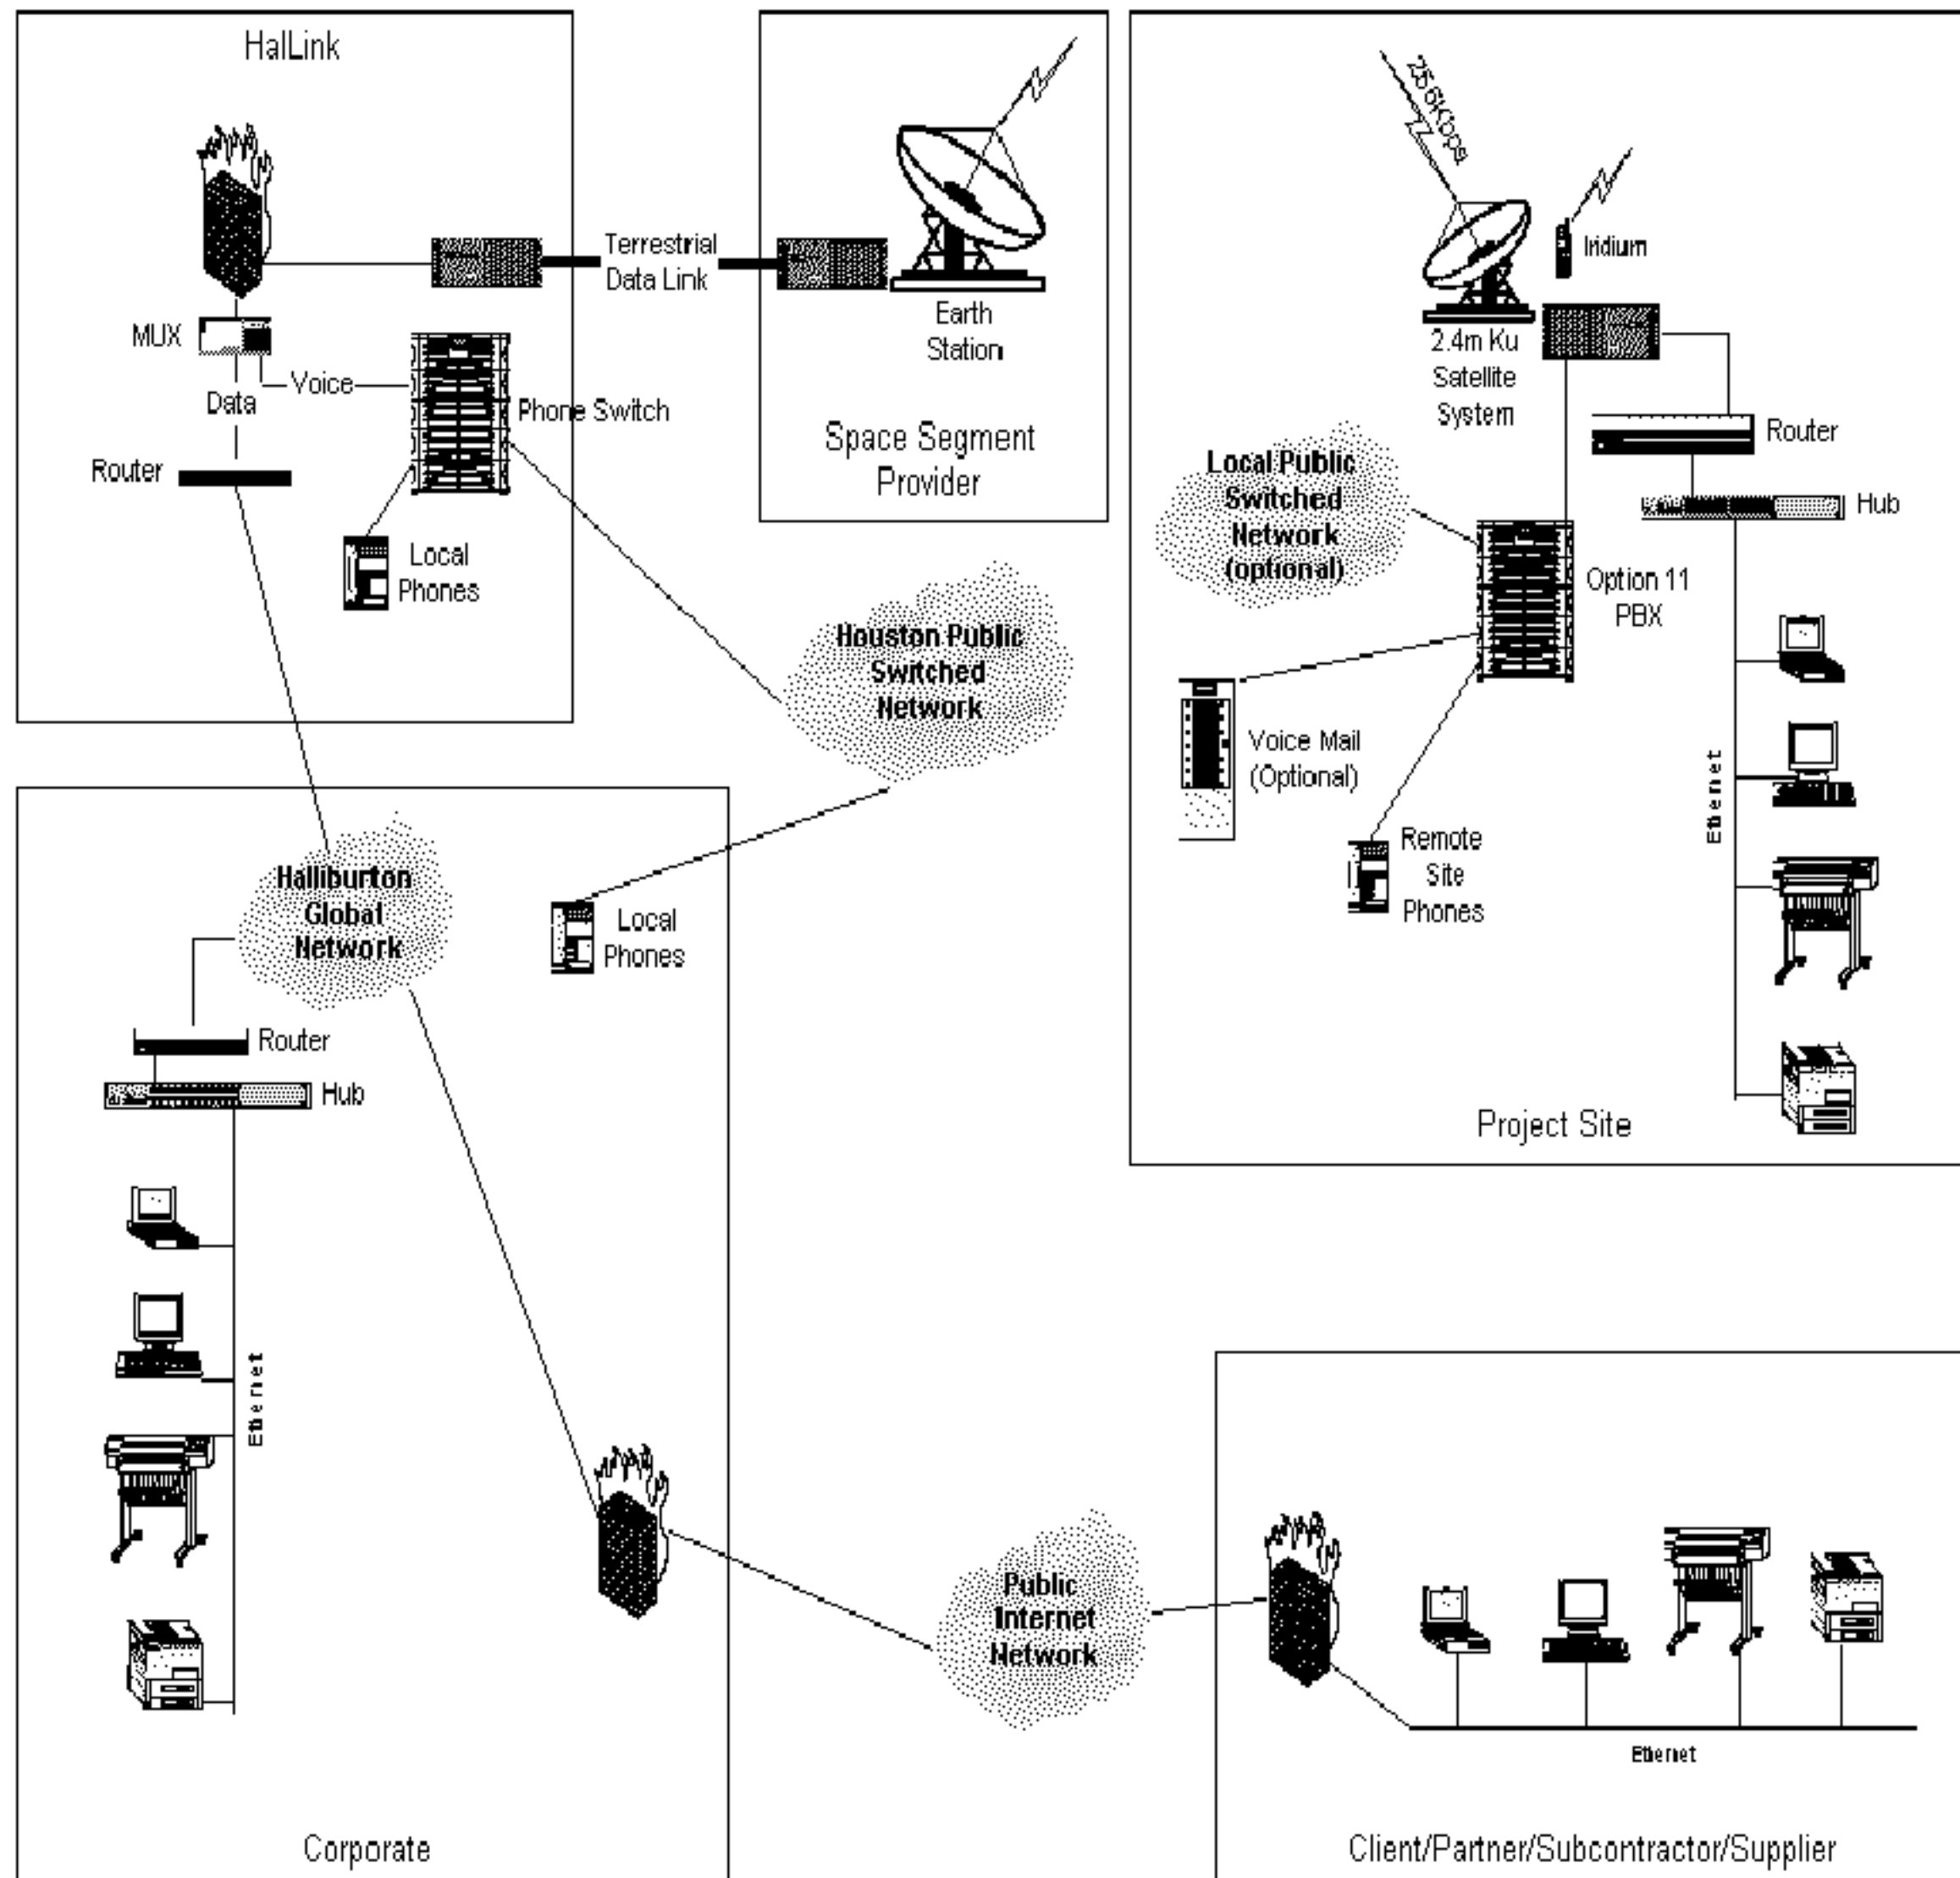 HalLink
MUX
Voice
Data
Phone Switch
Router
Local
Phones
Terrestrial
Data Link
Earth
Station
Space Segment
Provider
256Kbps
Iridium
2.4m Ku
Satellite
System
Router
Hub
Local Public
Switched
Network
(optional)
Option 11
PBX
Voice Mail
(Optional)
Remote
Site
Phones
Ethernet
Project Site
Houston Public
Switched
Network
Halliburton
Global
Network
Local
Phones
Router
Hub
Ethernet
Corporate
Public
Internet
Network
Ethernet
Client/Partner/Subcontractor/Supplier